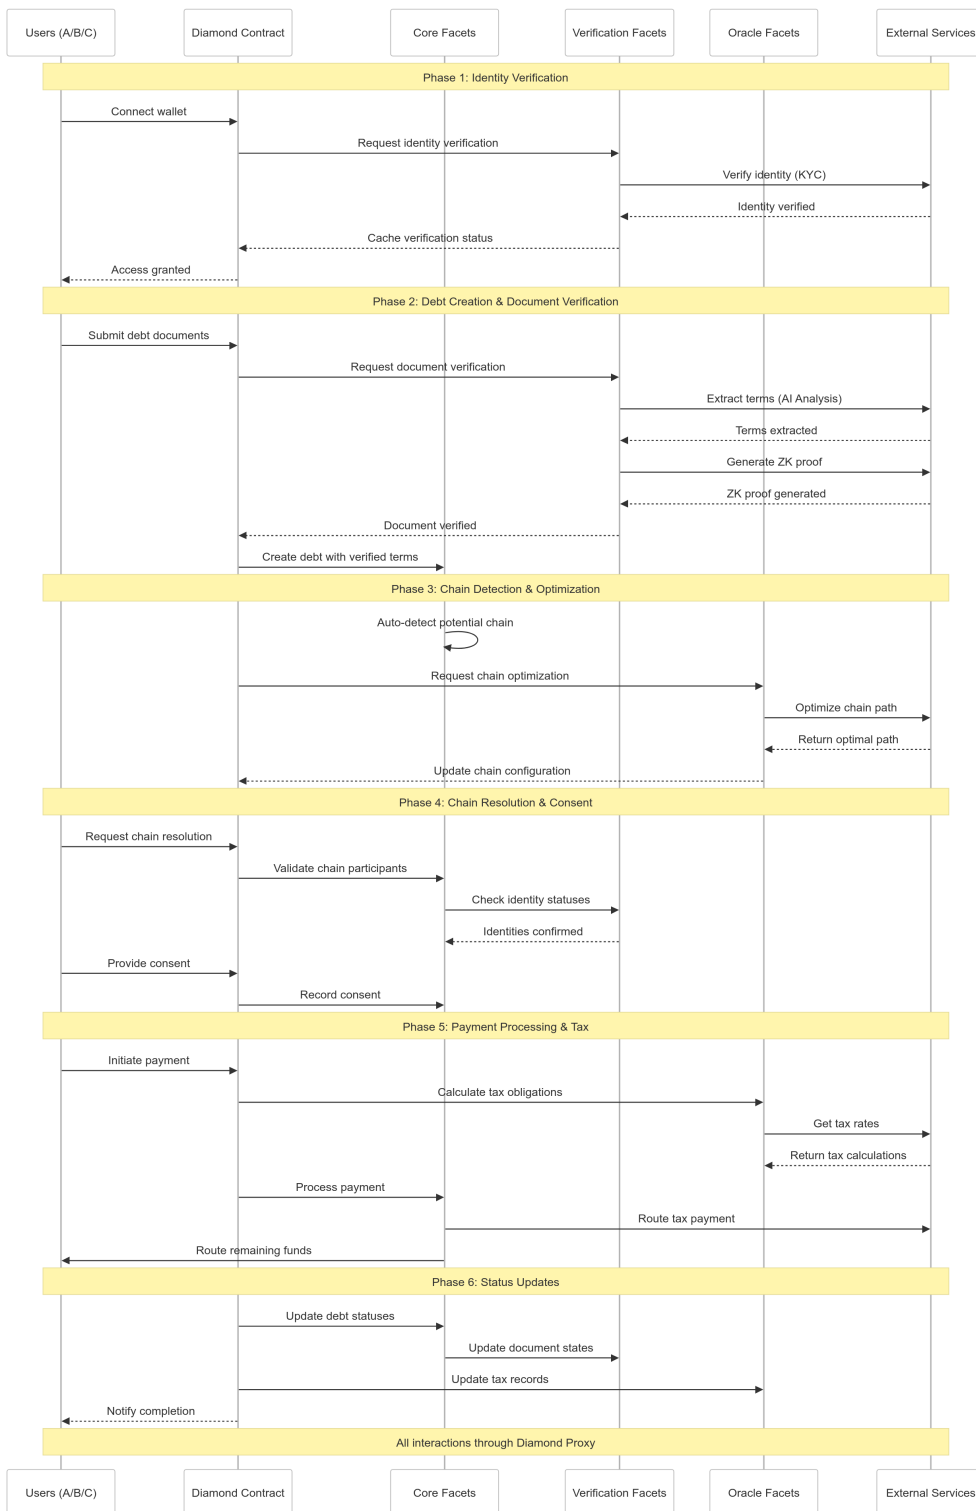 Users (A/B/C)
Diamond Contract
Core Facets
Verification Facets
Oracle Facets
External Services
Phase 1: Identity Verification
Connect wallet
Request identity verification
Verify identity (KYC)
Identity verified
Cache verification status
Access granted
Phase 2: Debt Creation & Document Verification
Submit debt documents
Request document verification
Extract terms (AI Analysis)
Terms extracted
Generate ZK proof
ZK proof generated
Document verified
Create debt with verified terms
Phase 3: Chain Detection & Optimization
Auto-detect potential chain
Request chain optimization
Optimize chain path
Return optimal path
Update chain configuration
Phase 4: Chain Resolution & Consent
Request chain resolution
Validate chain participants
Check identity statuses
Identities confirmed
Provide consent
Record consent
Phase 5: Payment Processing & Tax
Initiate payment
Calculate tax obligations
Get tax rates
Return tax calculations
Process payment
Route tax payment
Route remaining funds
Phase 6: Status Updates
Update debt statuses
Update document states
Update tax records
Notify completion
All interactions through Diamond Proxy
Users (A/B/C)
Diamond Contract
Core Facets
Verification Facets
Oracle Facets
External Services